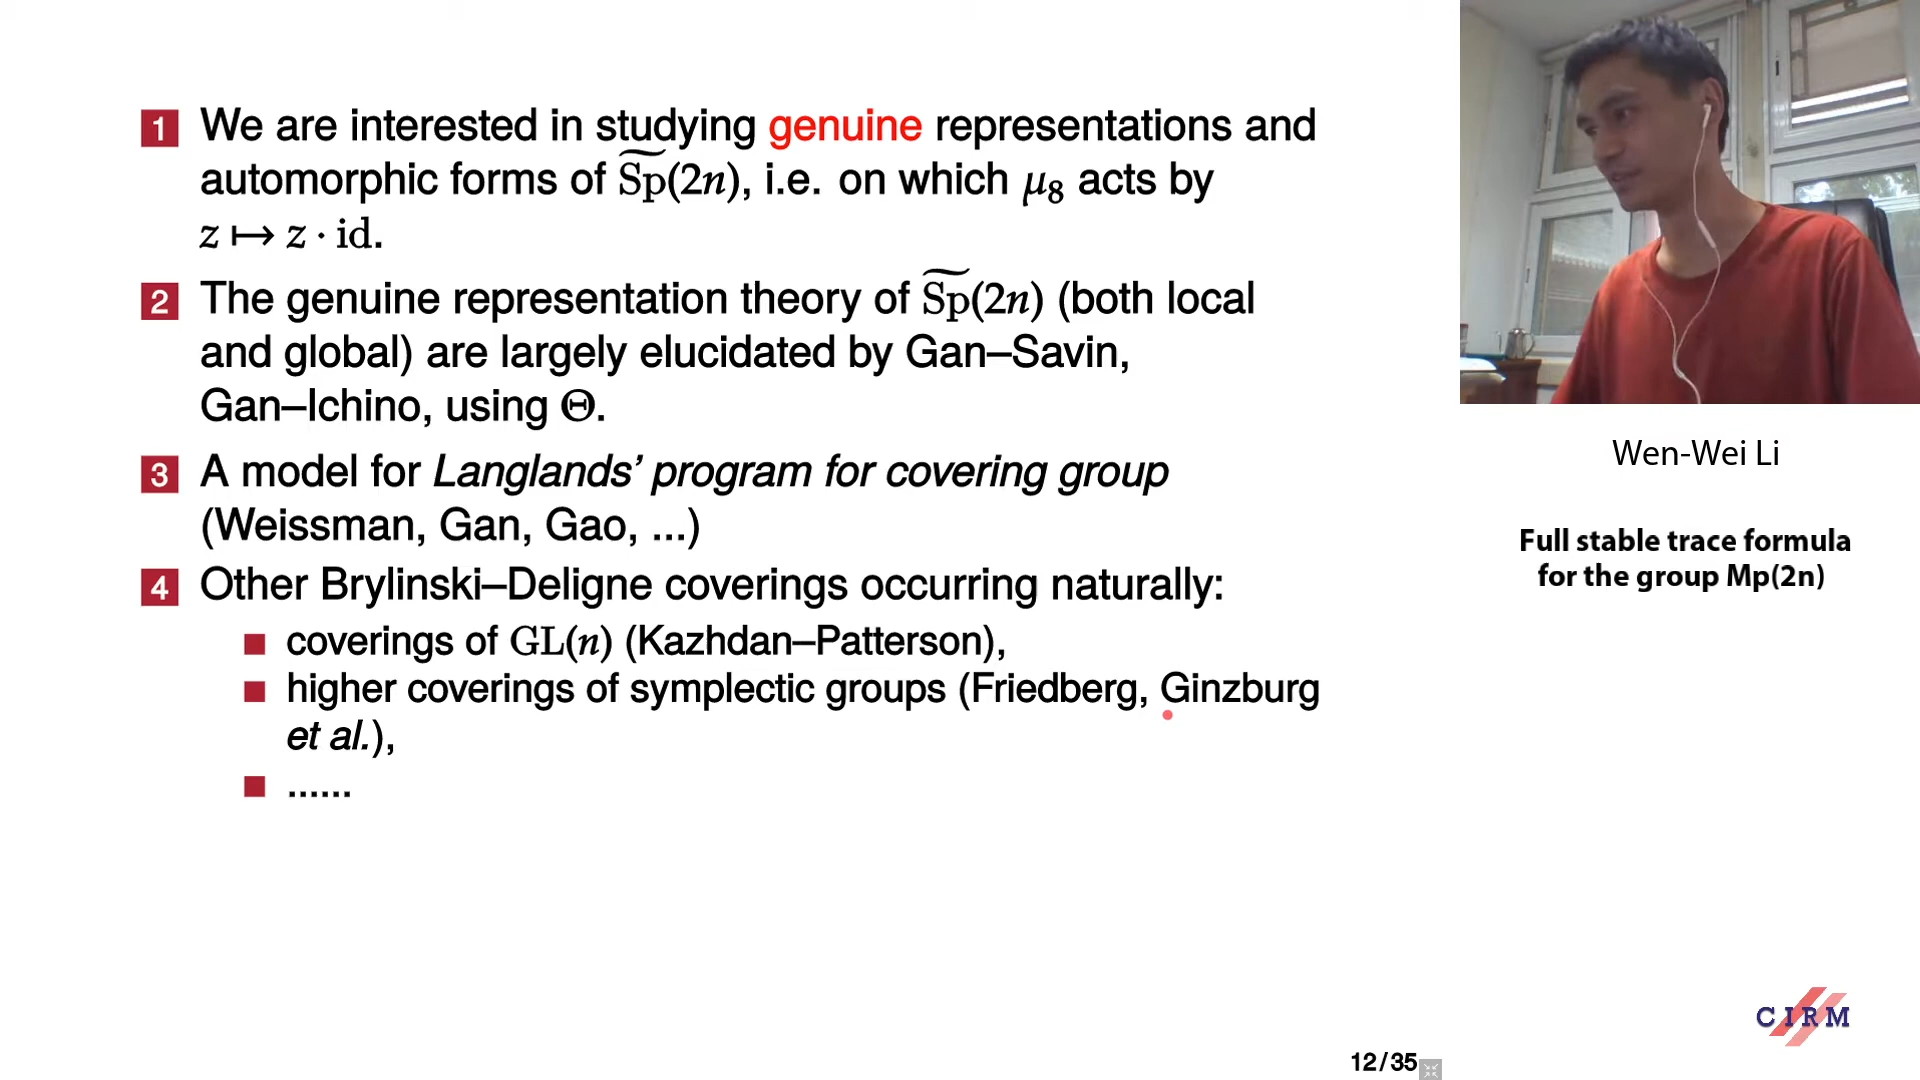 1 We are interested in studying genuine representations and
automorphic forms of S͠p(2n), i.e. on which μ₈ acts by
z ↦ z · id.
2 The genuine representation theory of S͠p(2n) (both local
and global) are largely elucidated by Gan–Savin,
Gan–Ichino, using Θ.
3 A model for Langlands’ program for covering group
(Weissman, Gan, Gao, ...)
4 Other Brylinski–Deligne coverings occurring naturally:
■ coverings of GL(n) (Kazhdan–Patterson),
■ higher coverings of symplectic groups (Friedberg, Ginzburg
et al.),
■ ......
12/35
Wen-Wei Li
Full stable trace formula
for the group Mp(2n)
CIRM